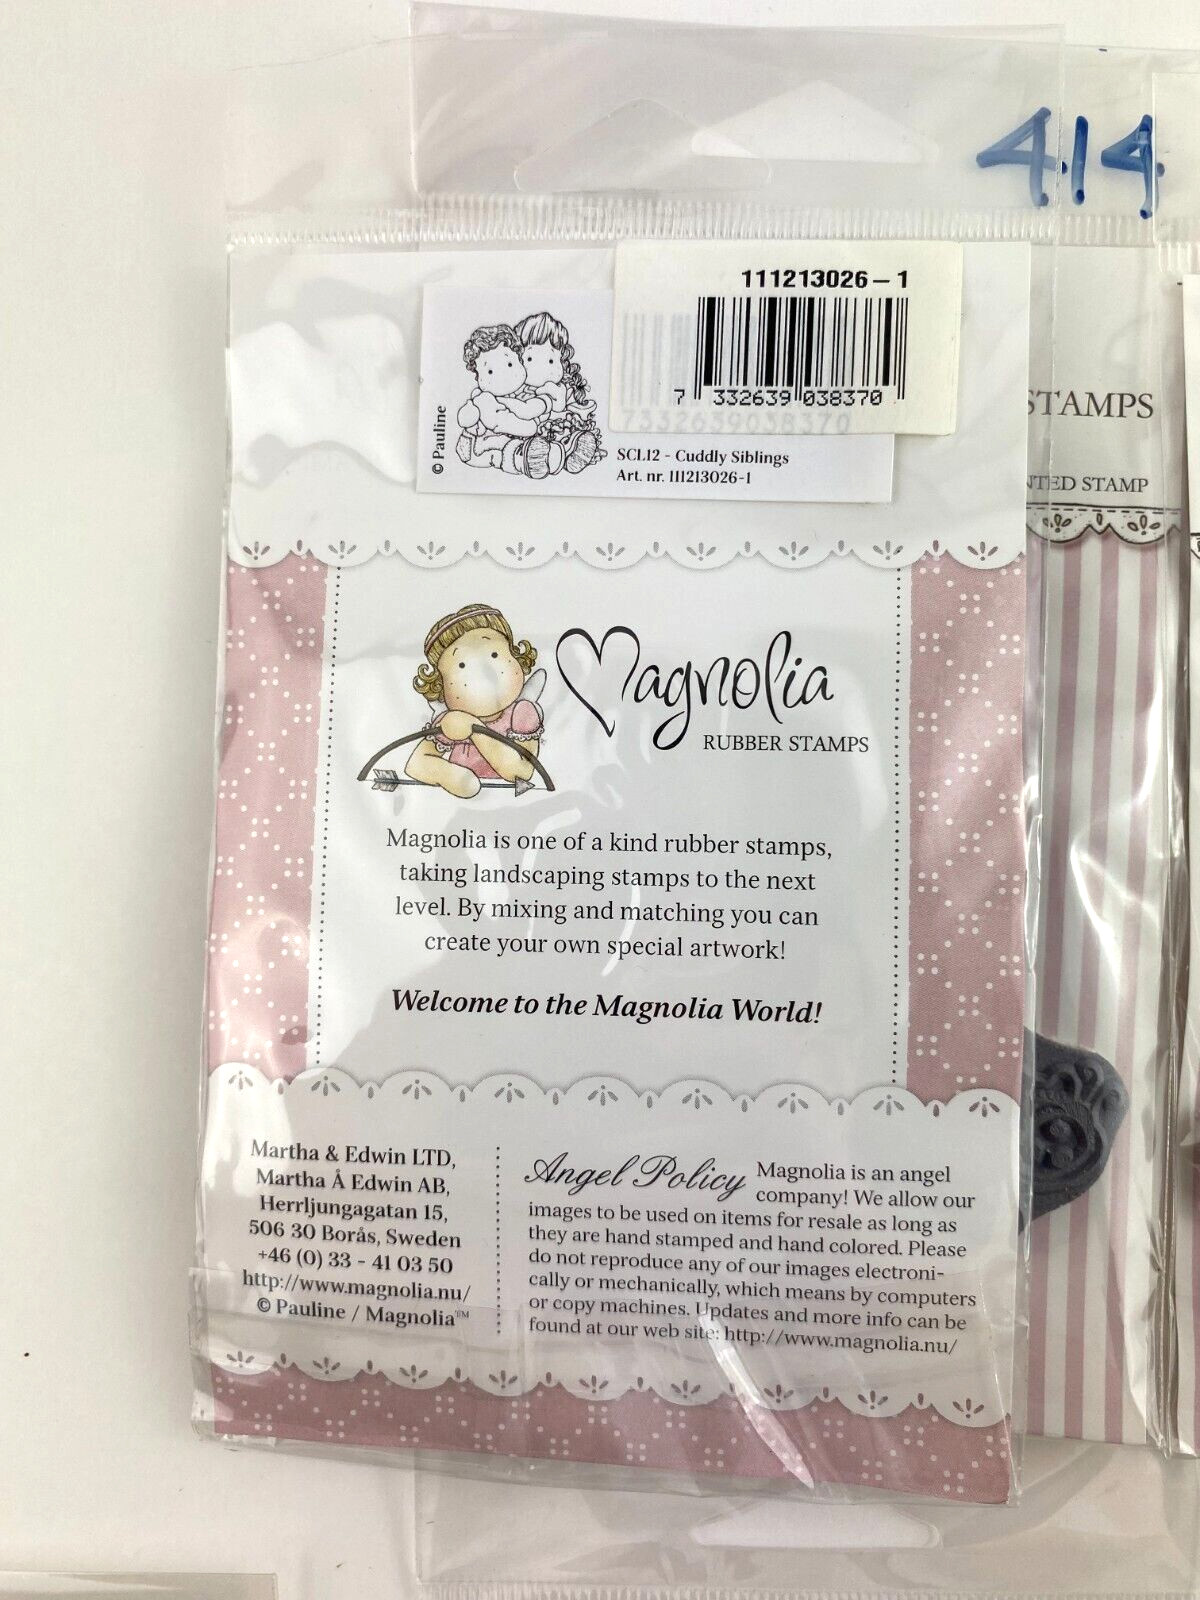 4.14
111213026-1
7 332639 038370
7332639038370
© Pauline
SCL12 - Cuddly Siblings
Art. nr. 111213026-1
STAMPS
NTED STAMP
Magnolia
RUBBER STAMPS
Magnolia is one of a kind rubber stamps,
taking landscaping stamps to the next
level. By mixing and matching you can
create your own special artwork!
Welcome to the Magnolia World!
Martha & Edwin LTD,
Martha Å Edwin AB,
Herrljungagatan 15,
506 30 Borås, Sweden
+46 (0) 33 - 41 03 50
http://www.magnolia.nu/
© Pauline / Magnolia™
Angel Policy Magnolia is an angel
company! We allow our
images to be used on items for resale as long as
they are hand stamped and hand colored. Please
do not reproduce any of our images electroni-
cally or mechanically, which means by computers
or copy machines. Updates and more info can be
found at our web site: http://www.magnolia.nu/